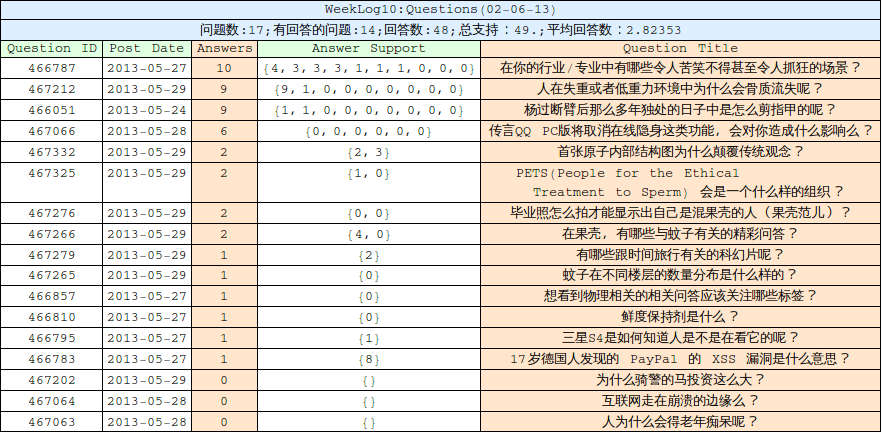 WeekLog10:Questions(02-06-13)
问题数:17;有回答的问题:14;回答数:48;总支持：49.;平均回答数：2.82353
Question ID Post Date Answers Answer Support Question Title
466787 2013-05-27 10 {4, 3, 3, 3, 1, 1, 1, 0, 0, 0} 在你的行业/专业中有哪些令人苦笑不得甚至令人抓狂的场景？
467212 2013-05-29 9 {9, 1, 0, 0, 0, 0, 0, 0, 0} 人在失重或者低重力环境中为什么会骨质流失呢？
466051 2013-05-24 9 {1, 1, 0, 0, 0, 0, 0, 0, 0} 杨过断臂后那么多年独处的日子中是怎么剪指甲的呢？
467066 2013-05-28 6 {0, 0, 0, 0, 0, 0} 传言QQ PC版将取消在线隐身这类功能, 会对你造成什么影响么？
467332 2013-05-29 2 {2, 3} 首张原子内部结构图为什么颠覆传统观念？
467325 2013-05-29 2 {1, 0} PETS(People for the Ethical
Treatment to Sperm) 会是一个什么样的组织？
467276 2013-05-29 2 {0, 0} 毕业照怎么拍才能显示出自己是混果壳的人（果壳范儿）？
467266 2013-05-29 2 {4, 0} 在果壳, 有哪些与蚊子有关的精彩问答？
467279 2013-05-29 1 {2} 有哪些跟时间旅行有关的科幻片呢？
467265 2013-05-29 1 {0} 蚊子在不同楼层的数量分布是什么样的？
466857 2013-05-27 1 {0} 想看到物理相关的相关问答应该关注哪些标签？
466810 2013-05-27 1 {0} 鲜度保持剂是什么？
466795 2013-05-27 1 {1} 三星S4是如何知道人是不是在看它的呢？
466783 2013-05-27 1 {8} 17岁德国人发现的 PayPal 的 XSS 漏洞是什么意思？
467202 2013-05-29 0 {} 为什么骑警的马投资这么大？
467064 2013-05-28 0 {} 互联网走在崩溃的边缘么？
467063 2013-05-28 0 {} 人为什么会得老年痴呆呢？